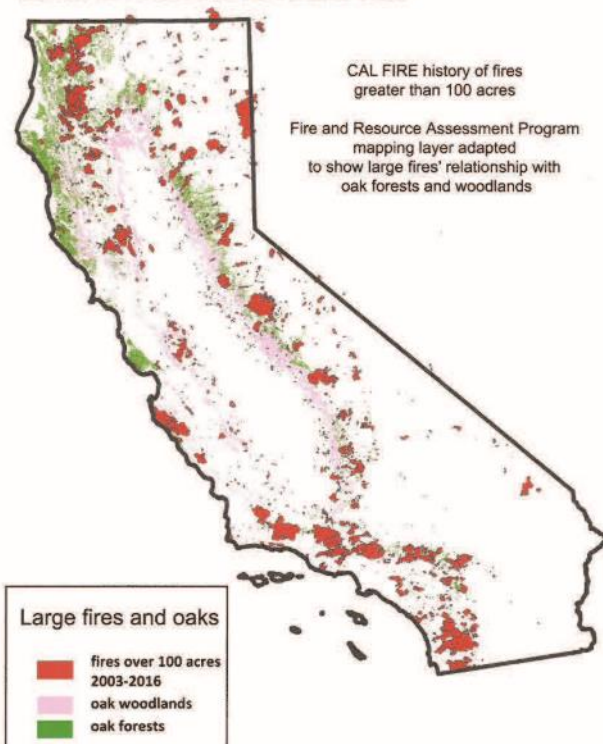 CAL FIRE history of fires
greater than 100 acres
Fire and Resource Assessment Program
mapping layer adapted
to show large fires' relationship with
oak forests and woodlands
Large fires and oaks
fires over 100 acres
2003-2016
oak woodlands
oak forests